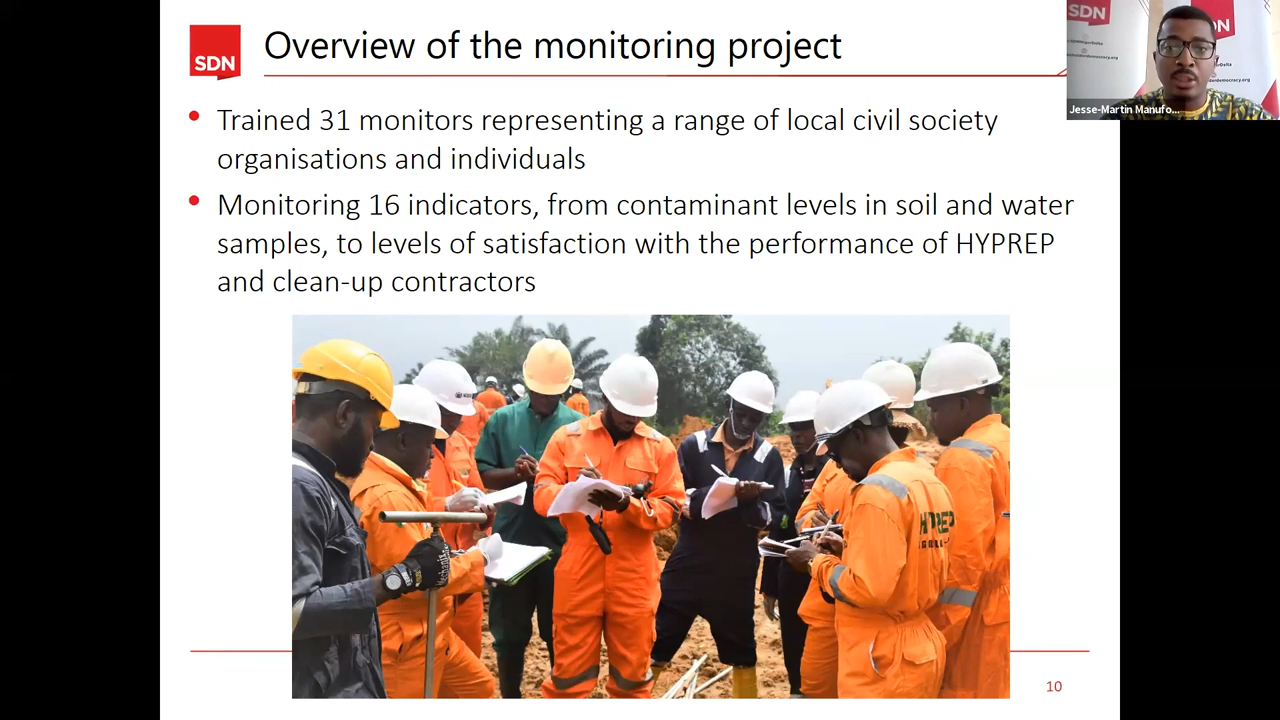 SDN
Overview of the monitoring project
SDN
Jesse-Martin Manufo...
• Trained 31 monitors representing a range of local civil society
organisations and individuals
• Monitoring 16 indicators, from contaminant levels in soil and water
samples, to levels of satisfaction with the performance of HYPREP
and clean-up contractors
10